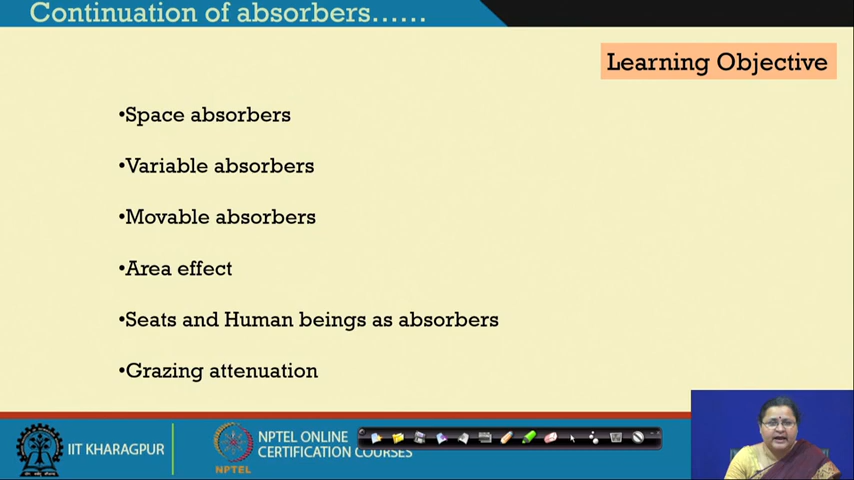 Continuation of absorbers......
Learning Objective
•Space absorbers
•Variable absorbers
•Movable absorbers
•Area effect
•Seats and Human beings as absorbers
•Grazing attenuation
IIT KHARAGPUR
NPTEL
NPTEL ONLINE
CERTIFICATION COURSES